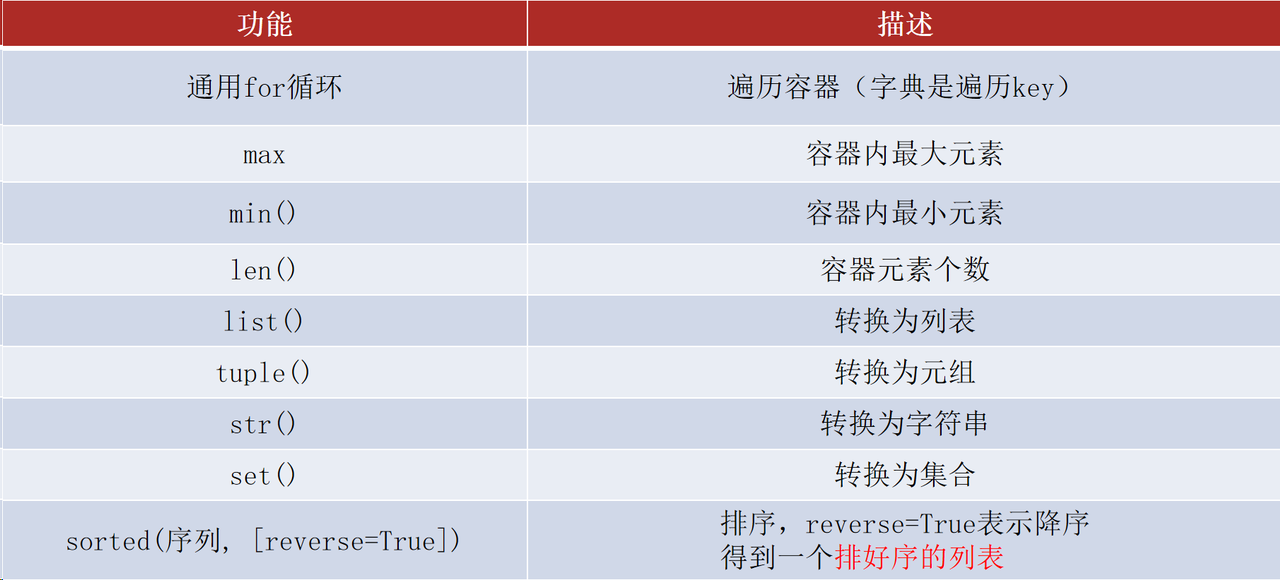 功能
描述
通用for循环
遍历容器（字典是遍历key）
max
容器内最大元素
min()
容器内最小元素
len()
容器元素个数
list()
转换为列表
tuple()
转换为元组
str()
转换为字符串
set()
转换为集合
sorted(序列, [reverse=True])
排序，reverse=True表示降序
得到一个排好序的列表